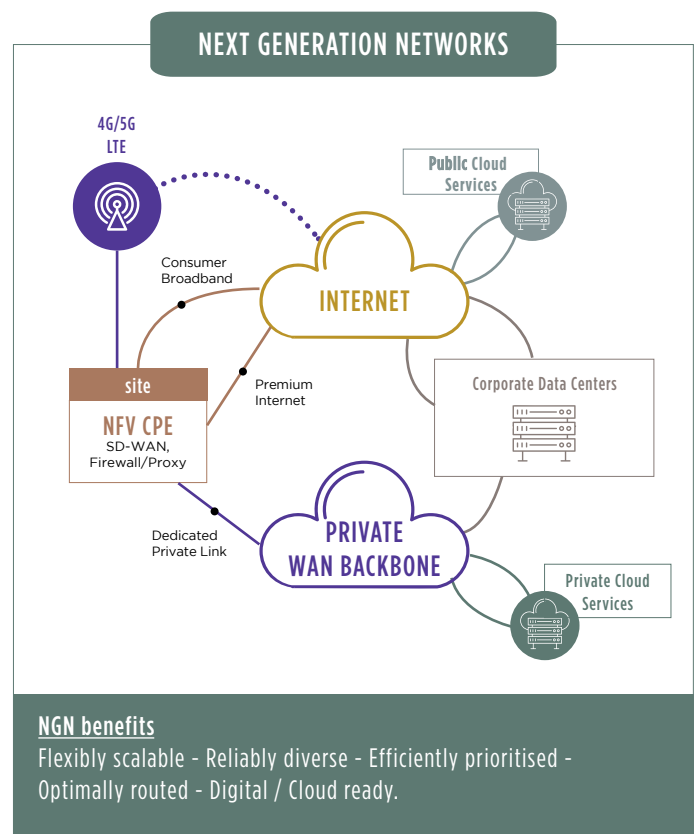 NEXT GENERATION NETWORKS
4G/5G
LTE
Public Cloud
Services
Consumer
Broadband
INTERNET
Premium
Internet
site
NFV CPE
SD-WAN,
Firewall/Proxy
Corporate Data Centers
Dedicated
Private Link
PRIVATE
WAN BACKBONE
Private Cloud
Services
NGN benefits
Flexibly scalable - Reliably diverse - Efficiently prioritised -
Optimally routed - Digital / Cloud ready.